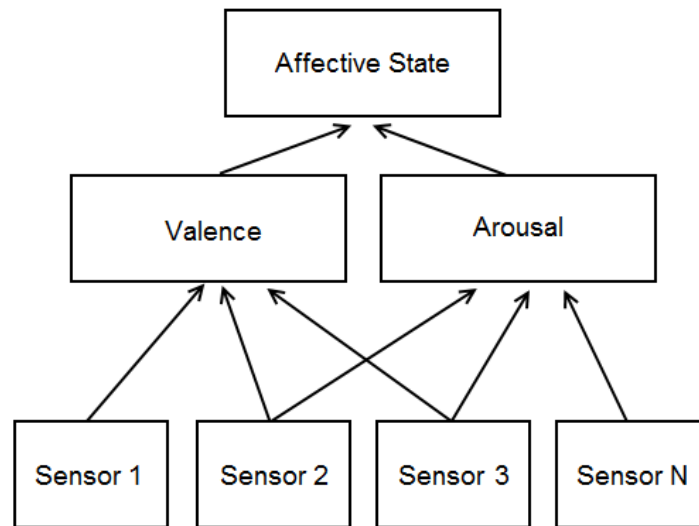 Affective State
Valence
Arousal
Sensor 1
Sensor 2
Sensor 3
Sensor N